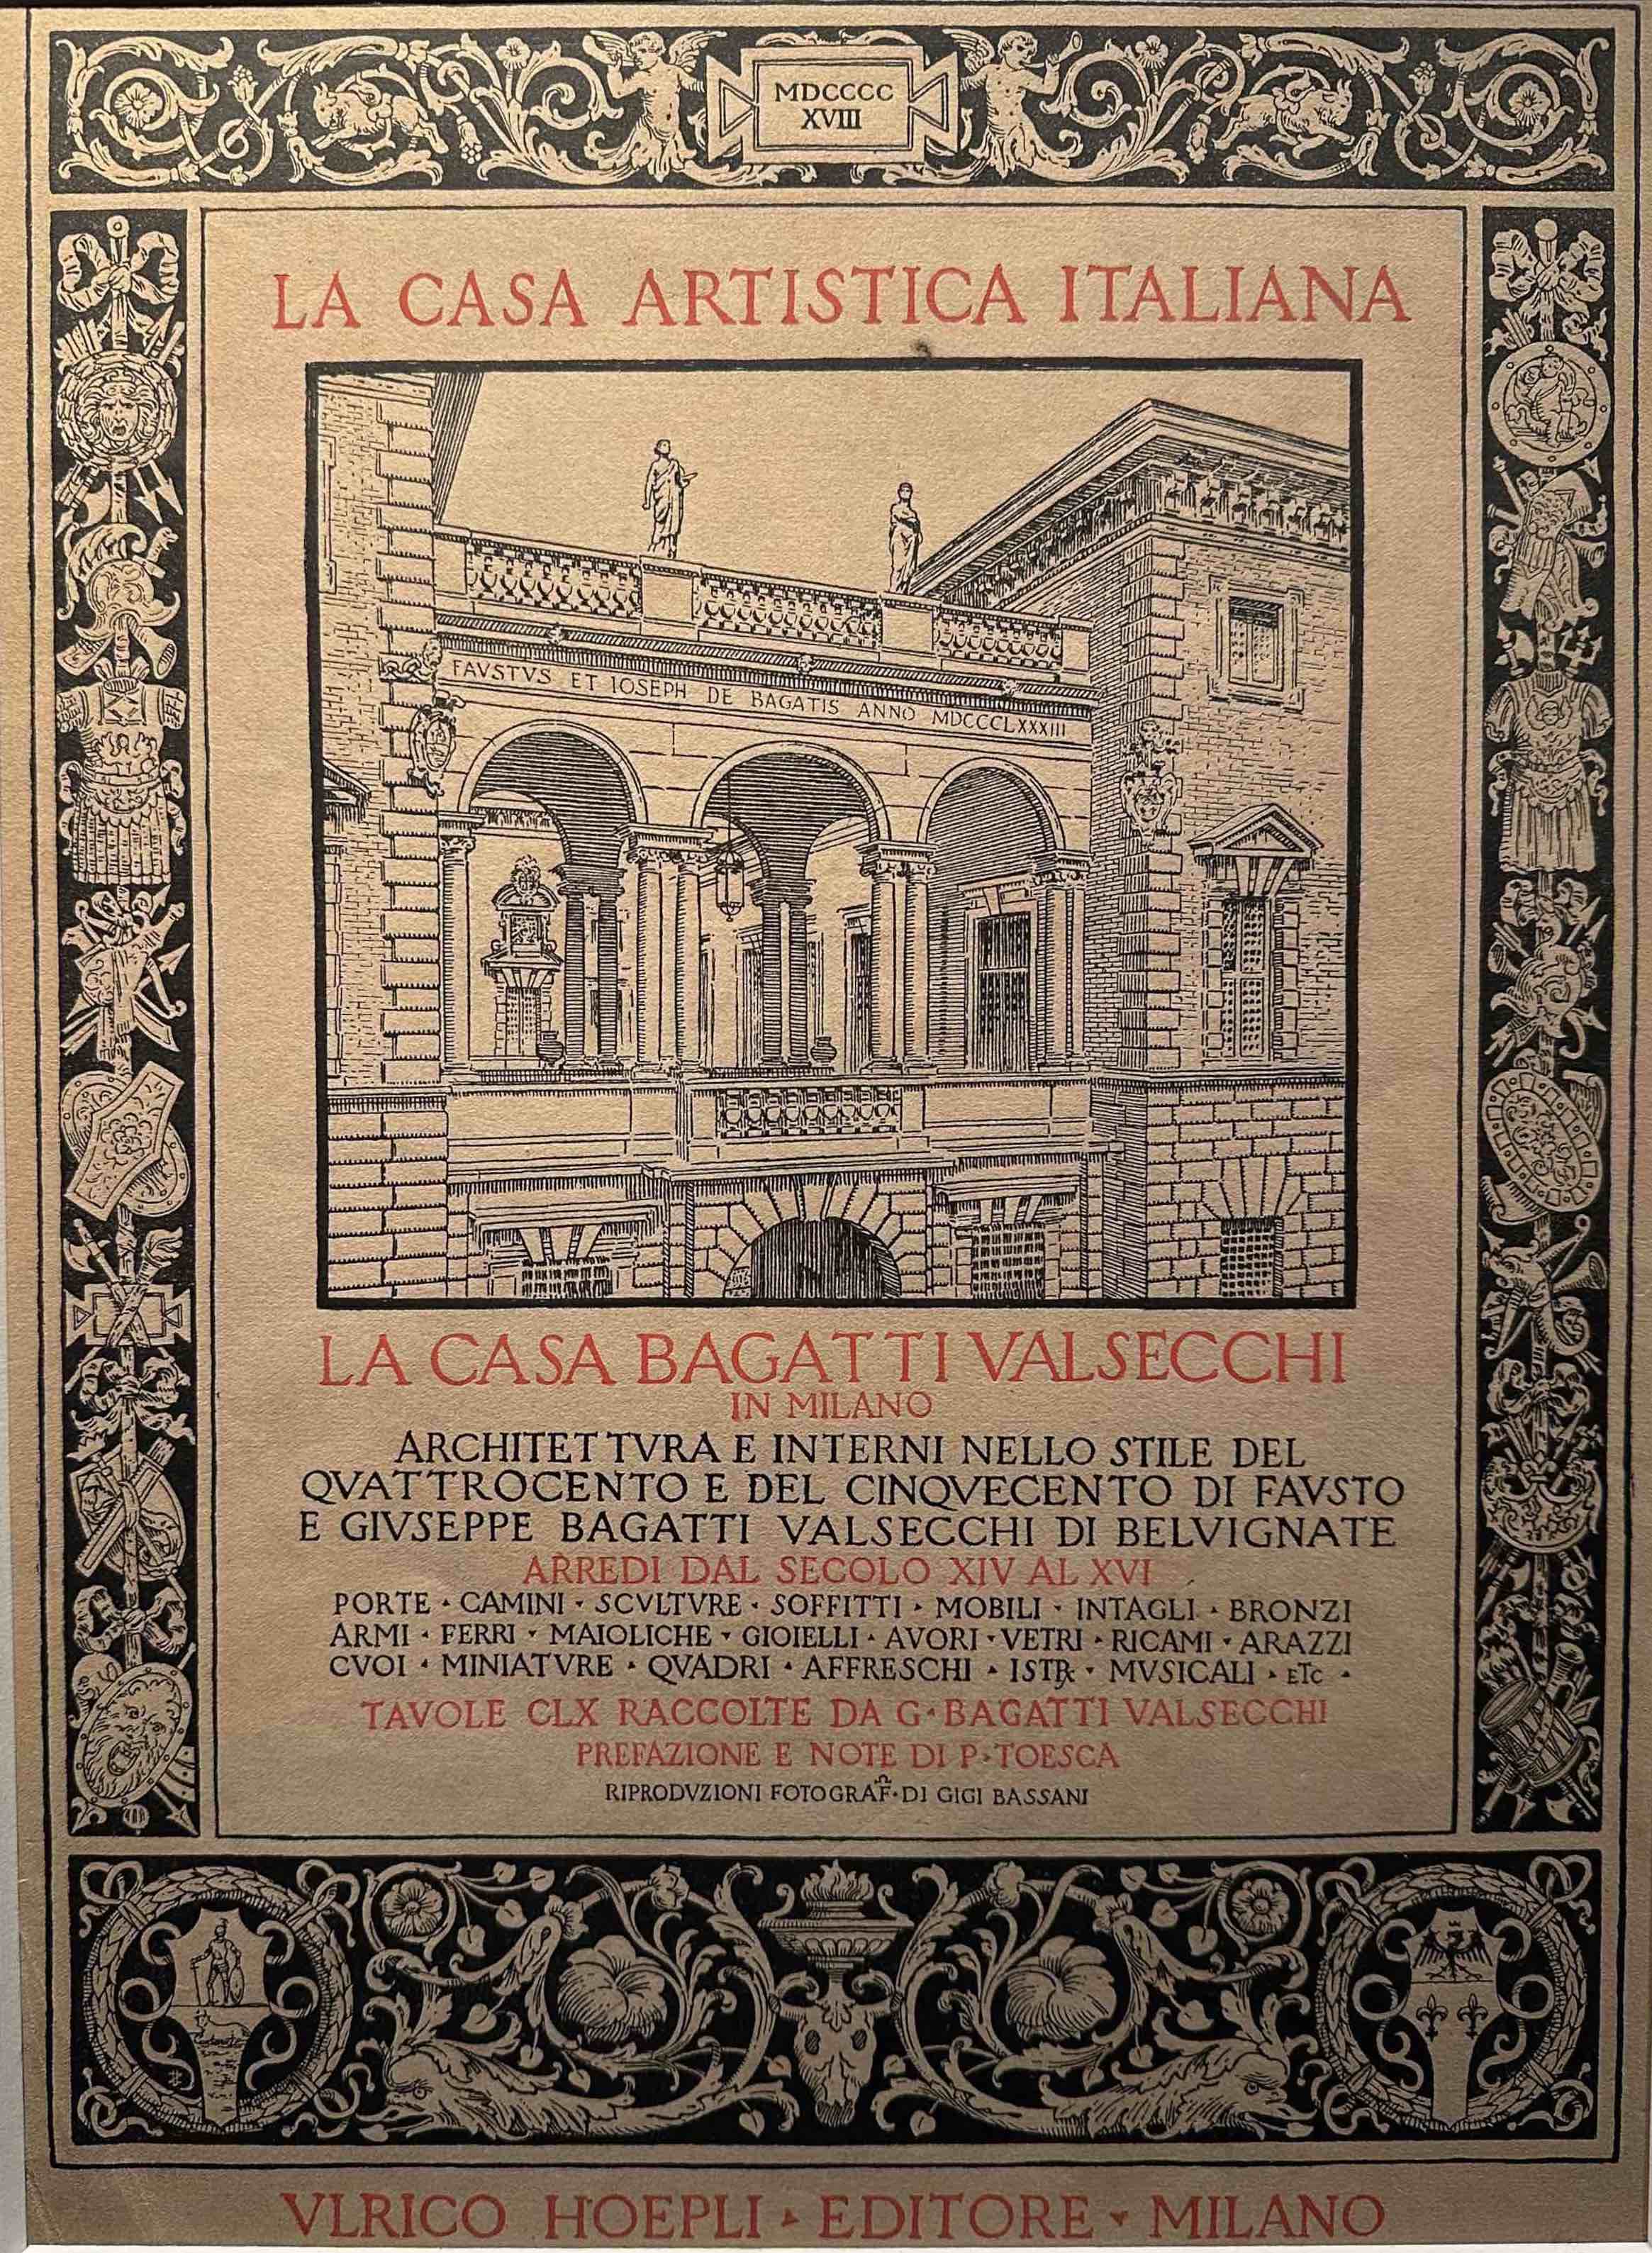 MDCCCC
XVIII
LA CASA ARTISTICA ITALIANA
FAVSTVS ET IOSEPH DE BAGATIS ANNO MDCCCLXXXIII
LA CASA BAGATTI VALSECCHI
IN MILANO
ARCHITETTVRA E INTERNI NELLO STILE DEL
QVATTROCENTO E DEL CINQVECENTO DI FAVSTO
E GIVSEPPE BAGATTI VALSECCHI DI BELVIGNATE
ARREDI DAL SECOLO XIV AL XVI
PORTE · CAMINI · SCVLTVRE · SOFFITTI · MOBILI · INTAGLI · BRONZI
ARMI · FERRI · MAIOLICHE · GIOIELLI · AVORI · VETRI · RICAMI · ARAZZI
CVOI · MINIATVRE · QVADRI · AFFRESCHI · ISTR · MVSICALI · ETC ·
TAVOLE CLX RACCOLTE DA G · BAGATTI VALSECCHI
PREFAZIONE E NOTE DI P · TOESCA
RIPRODVZIONI FOTOGRAF · DI GIGI BASSANI
VLRICO HOEPLI · EDITORE · MILANO